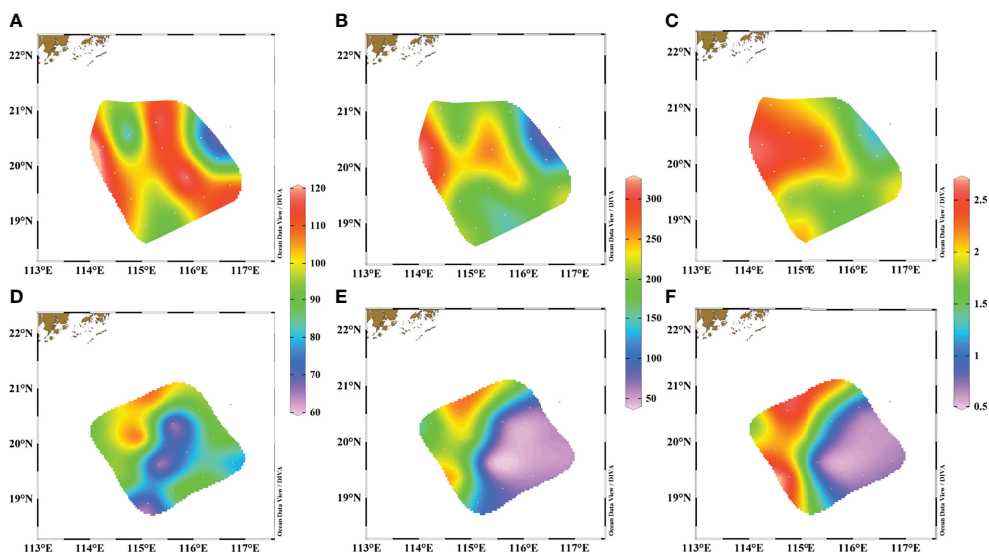 A
B
C
22°N
21°N
20°N
19°N
113°E 114°E 115°E 116°E 117°E
Ocean Data View / DIVA
22°N
21°N
20°N
19°N
113°E 114°E 115°E 116°E 117°E
Ocean Data View / DIVA
22°N
21°N
20°N
19°N
113°E 114°E 115°E 116°E 117°E
Ocean Data View / DIVA
120
110
100
90
80
70
60
300
250
200
150
100
50
2.5
2
1.5
1
0.5
D
E
F
22°N
21°N
20°N
19°N
113°E 114°E 115°E 116°E 117°E
Ocean Data View / DIVA
22°N
21°N
20°N
19°N
113°E 114°E 115°E 116°E 117°E
Ocean Data View / DIVA
22°N
21°N
20°N
19°N
113°E 114°E 115°E 116°E 117°E
Ocean Data View / DIVA